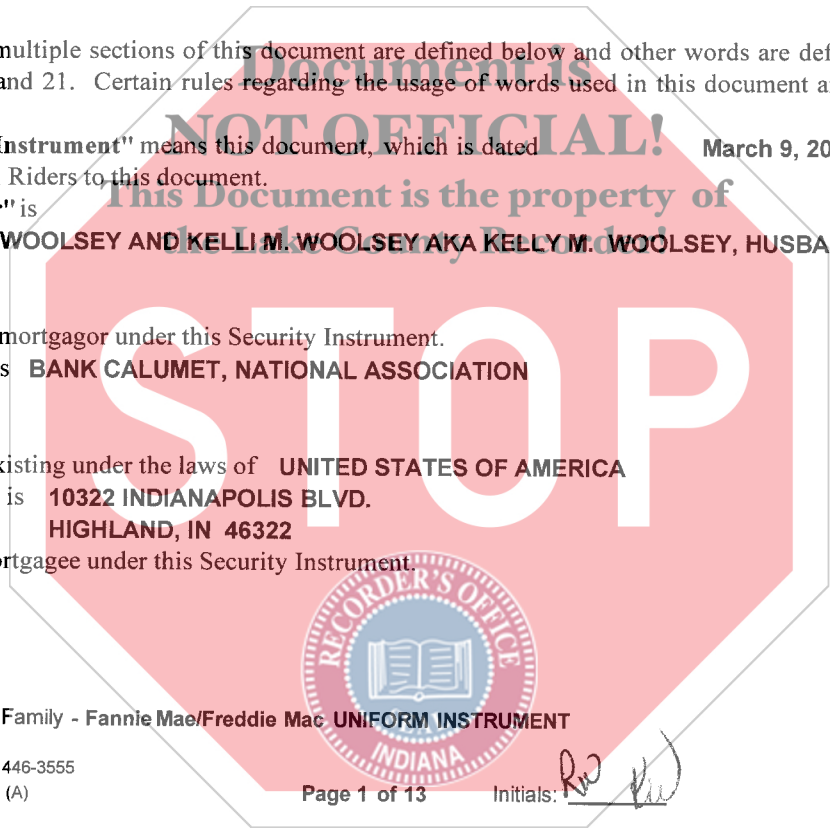 multiple sections of this document are defined below and other words are def
and 21. Certain rules regarding the usage of words used in this document a
Document is
NOT OFFICIAL!
This Document is the property of
the Lake County Recorder!
Instrument" means this document, which is dated March 9, 20
Riders to this document.
" is
WOOLSEY AND KELLI M. WOOLSEY AKA KELLY M. WOOLSEY, HUSBA
mortgagor under this Security Instrument.
s BANK CALUMET, NATIONAL ASSOCIATION
STOP
xisting under the laws of UNITED STATES OF AMERICA
is 10322 INDIANAPOLIS BLVD.
HIGHLAND, IN 46322
ortgagee under this Security Instrument.
RECORDER'S OFFICE
INDIANA
Family - Fannie Mae/Freddie Mac UNIFORM INSTRUMENT
446-3555
(A)
Page 1 of 13 Initials: RW KW